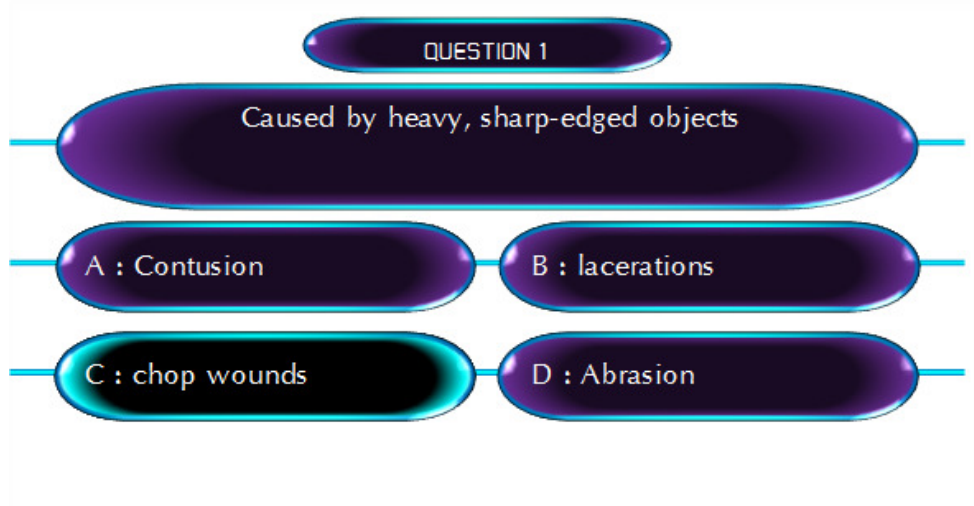 QUESTION 1
Caused by heavy, sharp-edged objects
A : Contusion
B : lacerations
C : chop wounds
D : Abrasion